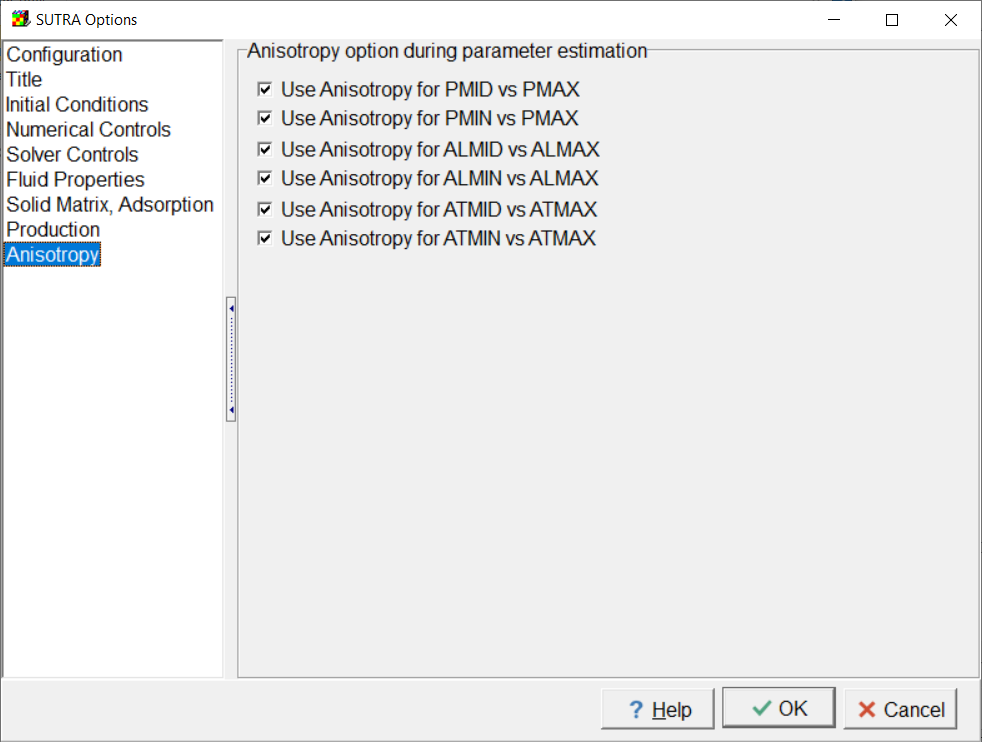 SUTRA Options
Configuration
Title
Initial Conditions
Numerical Controls
Solver Controls
Fluid Properties
Solid Matrix, Adsorption
Production
Anisotropy
Anisotropy option during parameter estimation
Use Anisotropy for PMID vs PMAX
Use Anisotropy for PMIN vs PMAX
Use Anisotropy for ALMID vs ALMAX
Use Anisotropy for ALMIN vs ALMAX
Use Anisotropy for ATMID vs ATMAX
Use Anisotropy for ATMIN vs ATMAX
? Help
OK
Cancel